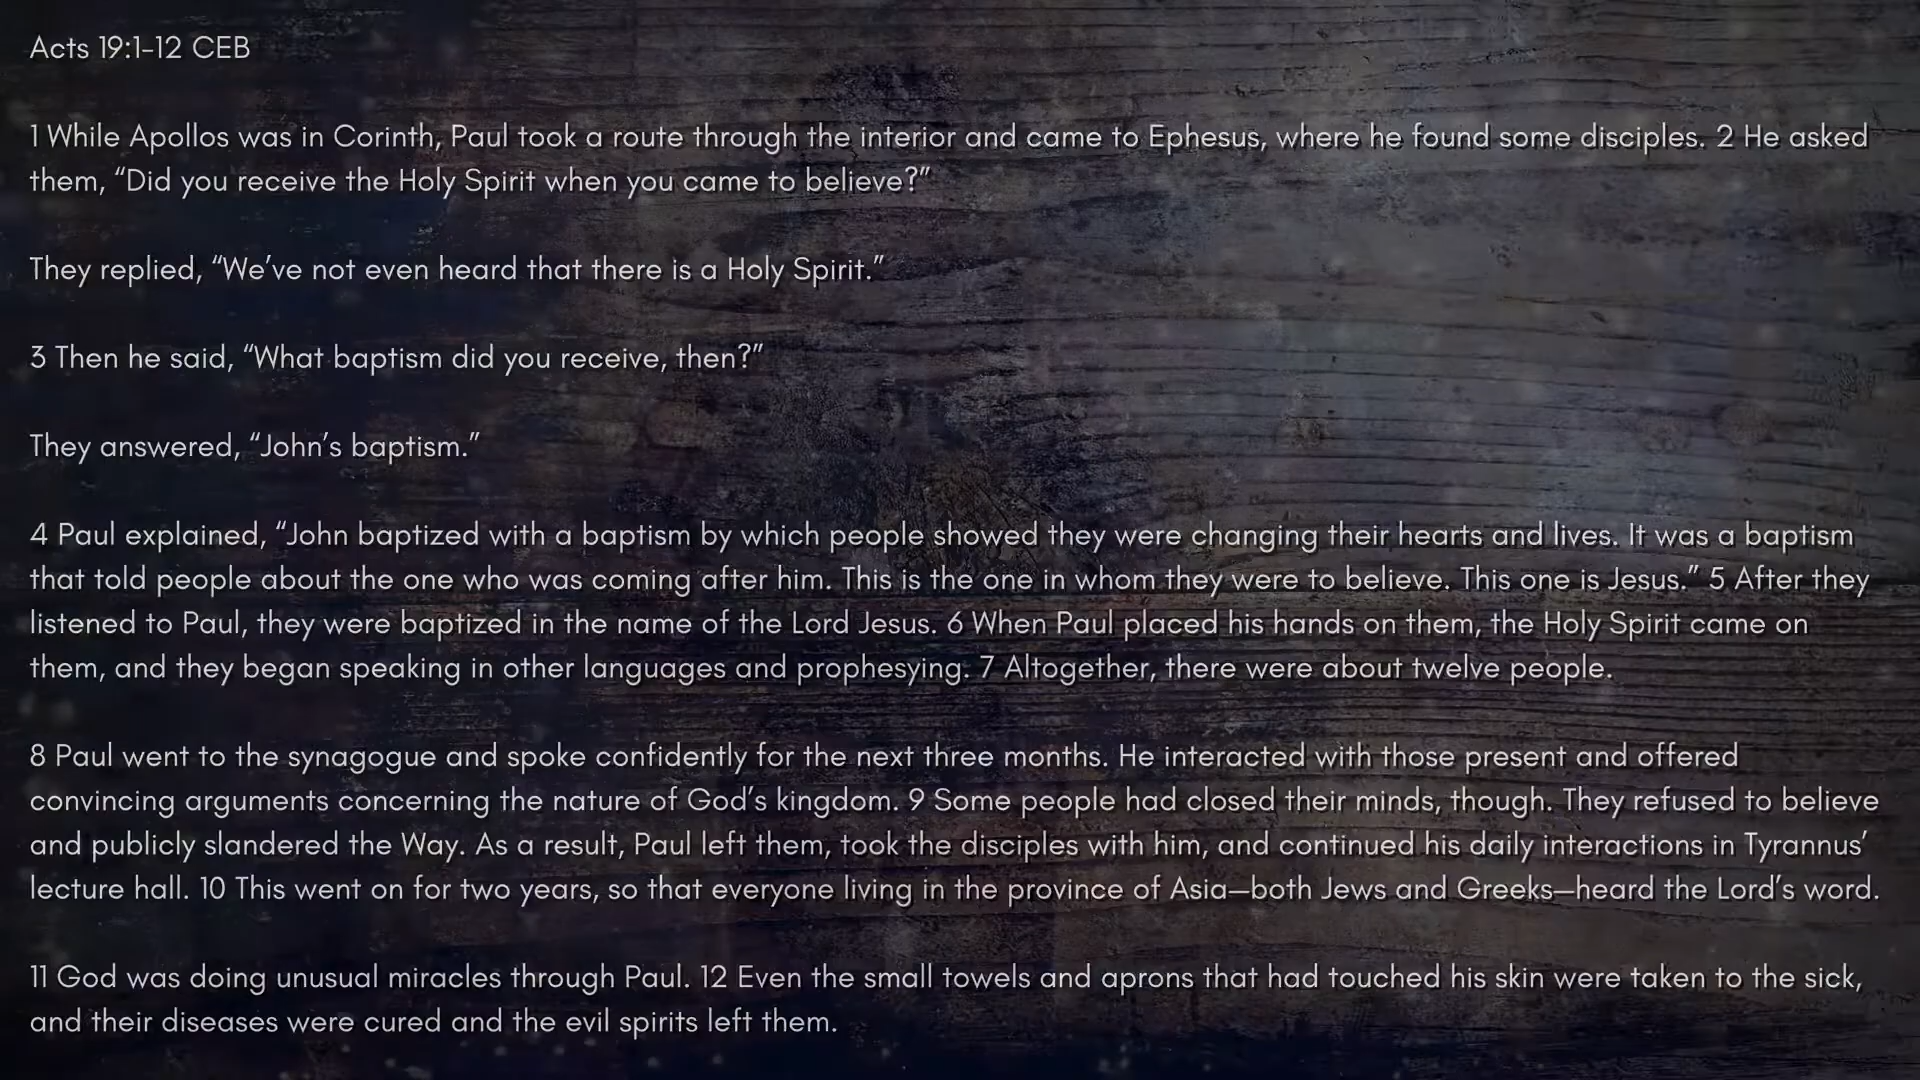 Acts 19:1-12 CEB
1 While Apollos was in Corinth, Paul took a route through the interior and came to Ephesus, where he found some disciples. 2 He asked
them, “Did you receive the Holy Spirit when you came to believe?”
They replied, “We’ve not even heard that there is a Holy Spirit.”
3 Then he said, “What baptism did you receive, then?”
They answered, “John’s baptism.”
4 Paul explained, “John baptized with a baptism by which people showed they were changing their hearts and lives. It was a baptism
that told people about the one who was coming after him. This is the one in whom they were to believe. This one is Jesus.” 5 After they
listened to Paul, they were baptized in the name of the Lord Jesus. 6 When Paul placed his hands on them, the Holy Spirit came on
them, and they began speaking in other languages and prophesying. 7 Altogether, there were about twelve people.
8 Paul went to the synagogue and spoke confidently for the next three months. He interacted with those present and offered
convincing arguments concerning the nature of God’s kingdom. 9 Some people had closed their minds, though. They refused to believe
and publicly slandered the Way. As a result, Paul left them, took the disciples with him, and continued his daily interactions in Tyrannus’
lecture hall. 10 This went on for two years, so that everyone living in the province of Asia—both Jews and Greeks—heard the Lord’s word.
11 God was doing unusual miracles through Paul. 12 Even the small towels and aprons that had touched his skin were taken to the sick,
and their diseases were cured and the evil spirits left them.